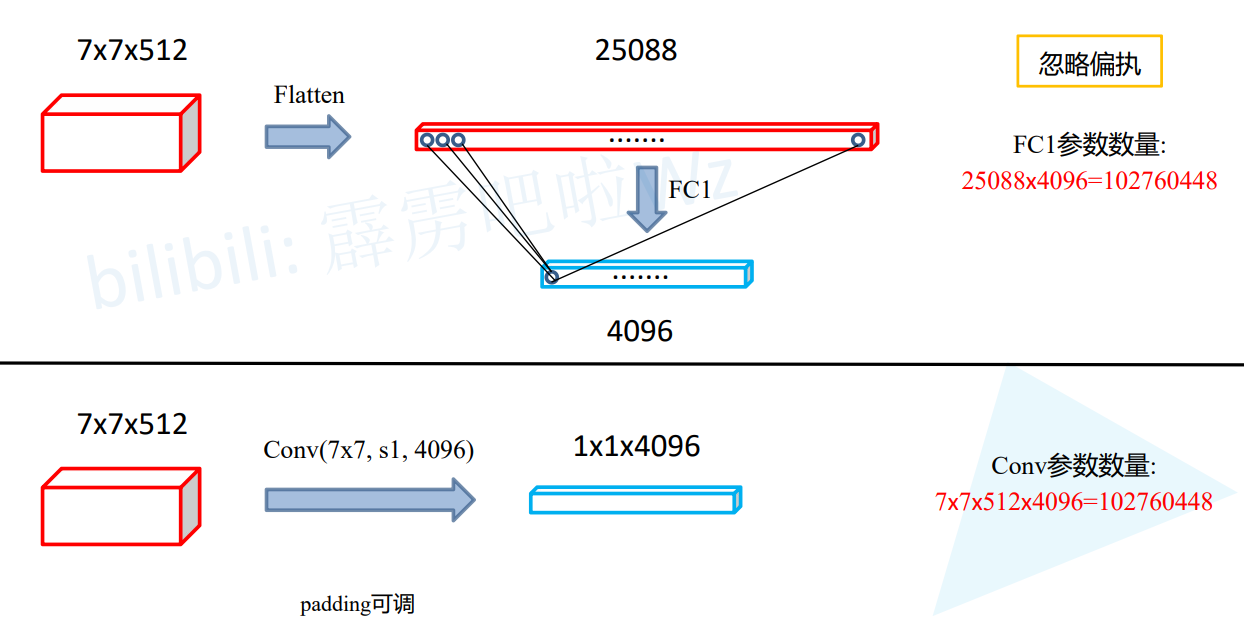 7x7x512
25088
忽略偏执
Flatten
.......
FC1参数数量:
25088x4096=102760448
FC1
bilibili: 霹雳吧啦Wz
.......
4096
7x7x512
Conv(7x7, s1, 4096)
1x1x4096
Conv参数数量:
7x7x512x4096=102760448
padding可调